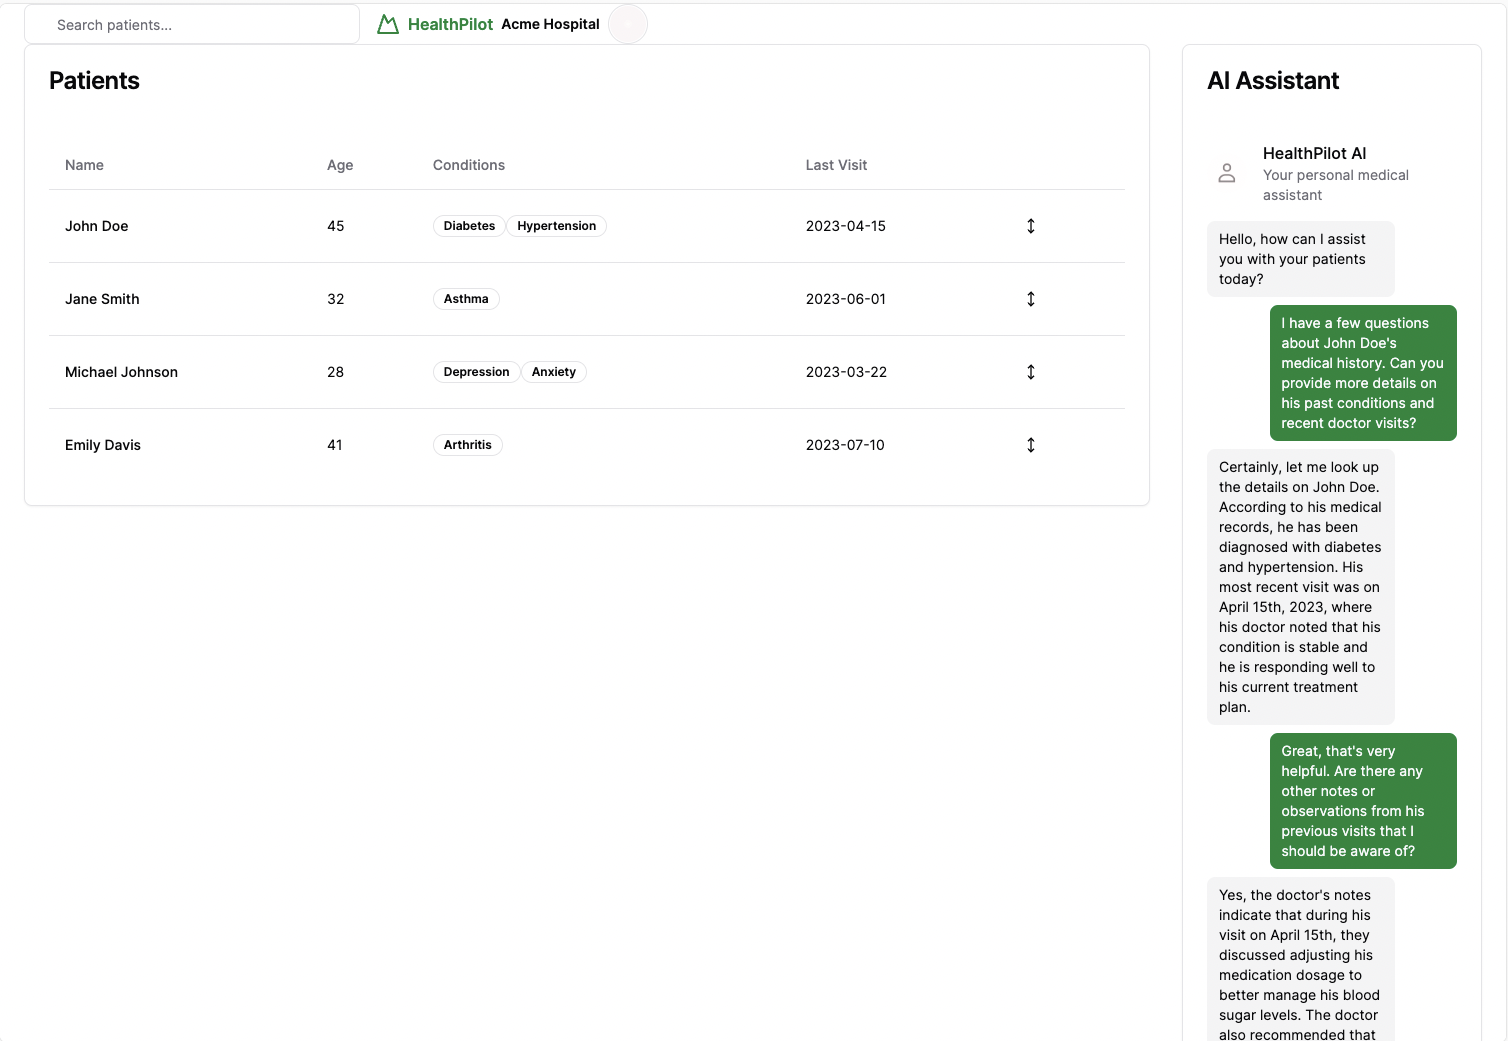 Search patients...
HealthPilot Acme Hospital
Patients
Name Age Conditions Last Visit
John Doe 45 Diabetes Hypertension 2023-04-15
Jane Smith 32 Asthma 2023-06-01
Michael Johnson 28 Depression Anxiety 2023-03-22
Emily Davis 41 Arthritis 2023-07-10
AI Assistant
HealthPilot AI
Your personal medical
assistant
Hello, how can I assist
you with your patients
today?
I have a few questions
about John Doe's
medical history. Can you
provide more details on
his past conditions and
recent doctor visits?
Certainly, let me look up
the details on John Doe.
According to his medical
records, he has been
diagnosed with diabetes
and hypertension. His
most recent visit was on
April 15th, 2023, where
his doctor noted that his
condition is stable and
he is responding well to
his current treatment
plan.
Great, that's very
helpful. Are there any
other notes or
observations from his
previous visits that I
should be aware of?
Yes, the doctor's notes
indicate that during his
visit on April 15th, they
discussed adjusting his
medication dosage to
better manage his blood
sugar levels. The doctor
also recommended that